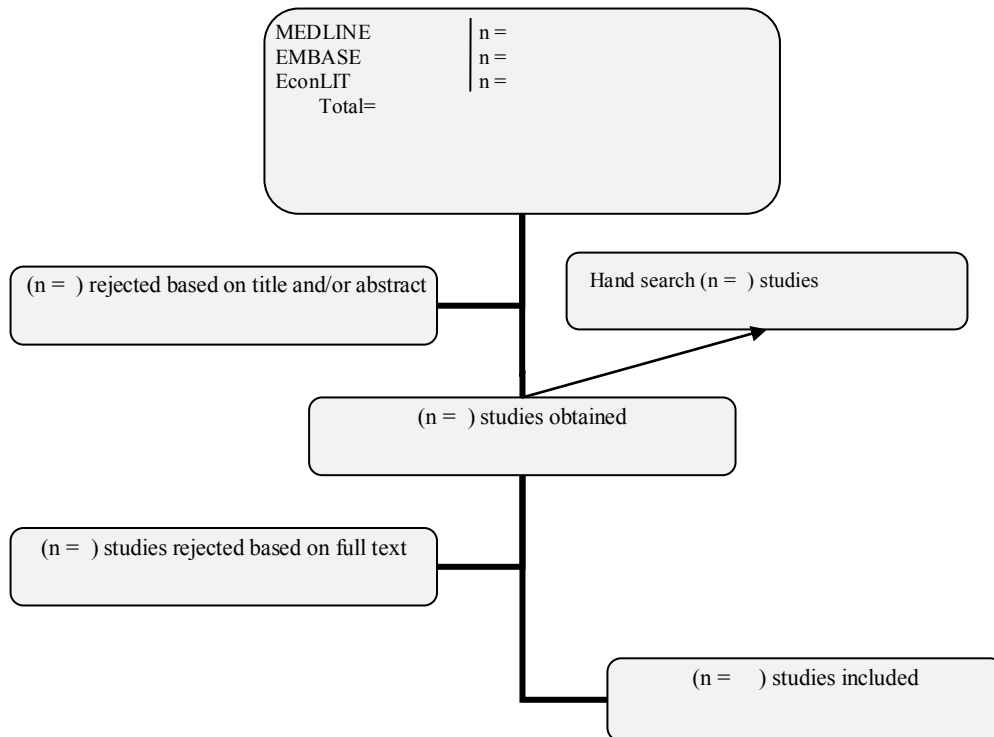 MEDLINE n =
EMBASE n =
EconLIT n =
Total=
(n = ) rejected based on title and/or abstract
Hand search (n = ) studies
(n = ) studies obtained
(n = ) studies rejected based on full text
(n = ) studies included